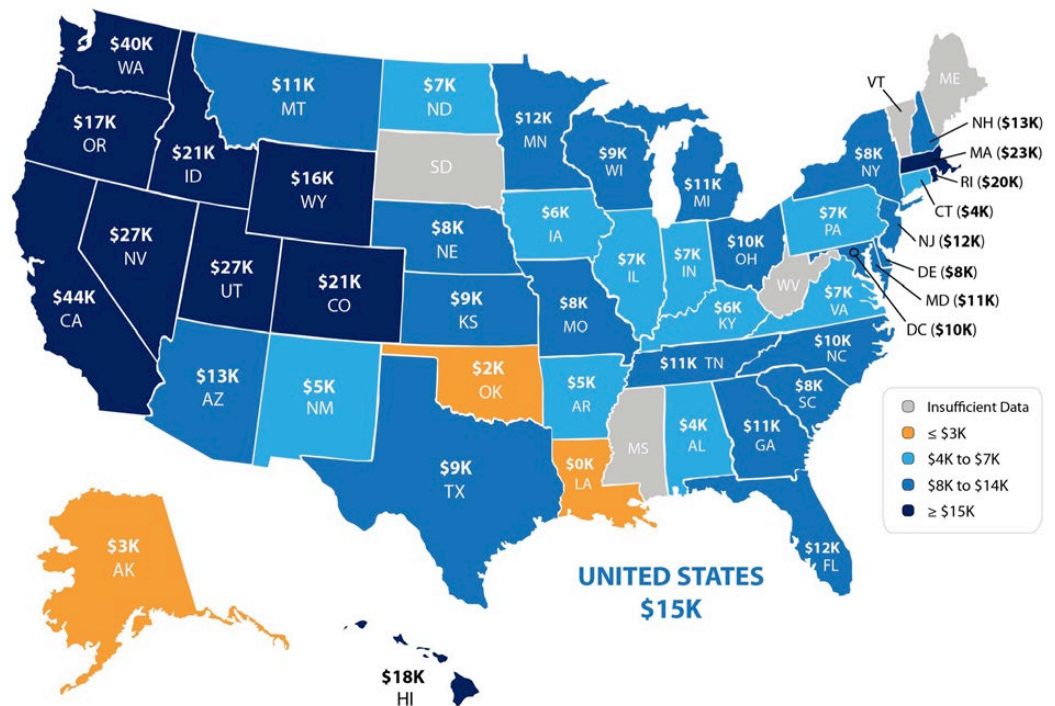 $40K
WA
$11K
MT
$7K
ND
$12K
MN
VT
ME
NH ($13K)
MA ($23K)
RI ($20K)
CT ($4K)
NJ ($12K)
DE ($8K)
MD ($11K)
DC ($10K)
$17K
OR
$21K
ID
$16K
WY
SD
$9K
WI
$11K
MI
$8K
NY
$27K
NV
$27K
UT
$21K
CO
$8K
NE
$6K
IA
$7K
IL
$7K
IN
$10K
OH
$7K
PA
$44K
CA
$9K
KS
$8K
MO
$6K
KY
WV
$7K
VA
$13K
AZ
$5K
NM
$2K
OK
$5K
AR
$11K TN
$10K
NC
$8K
SC
$9K
TX
$0K
LA
MS
$4K
AL
$11K
GA
$12K
FL
$3K
AK
$18K
HI
UNITED STATES
$15K
Insufficient Data
≤ $3K
$4K to $7K
$8K to $14K
≥ $15K